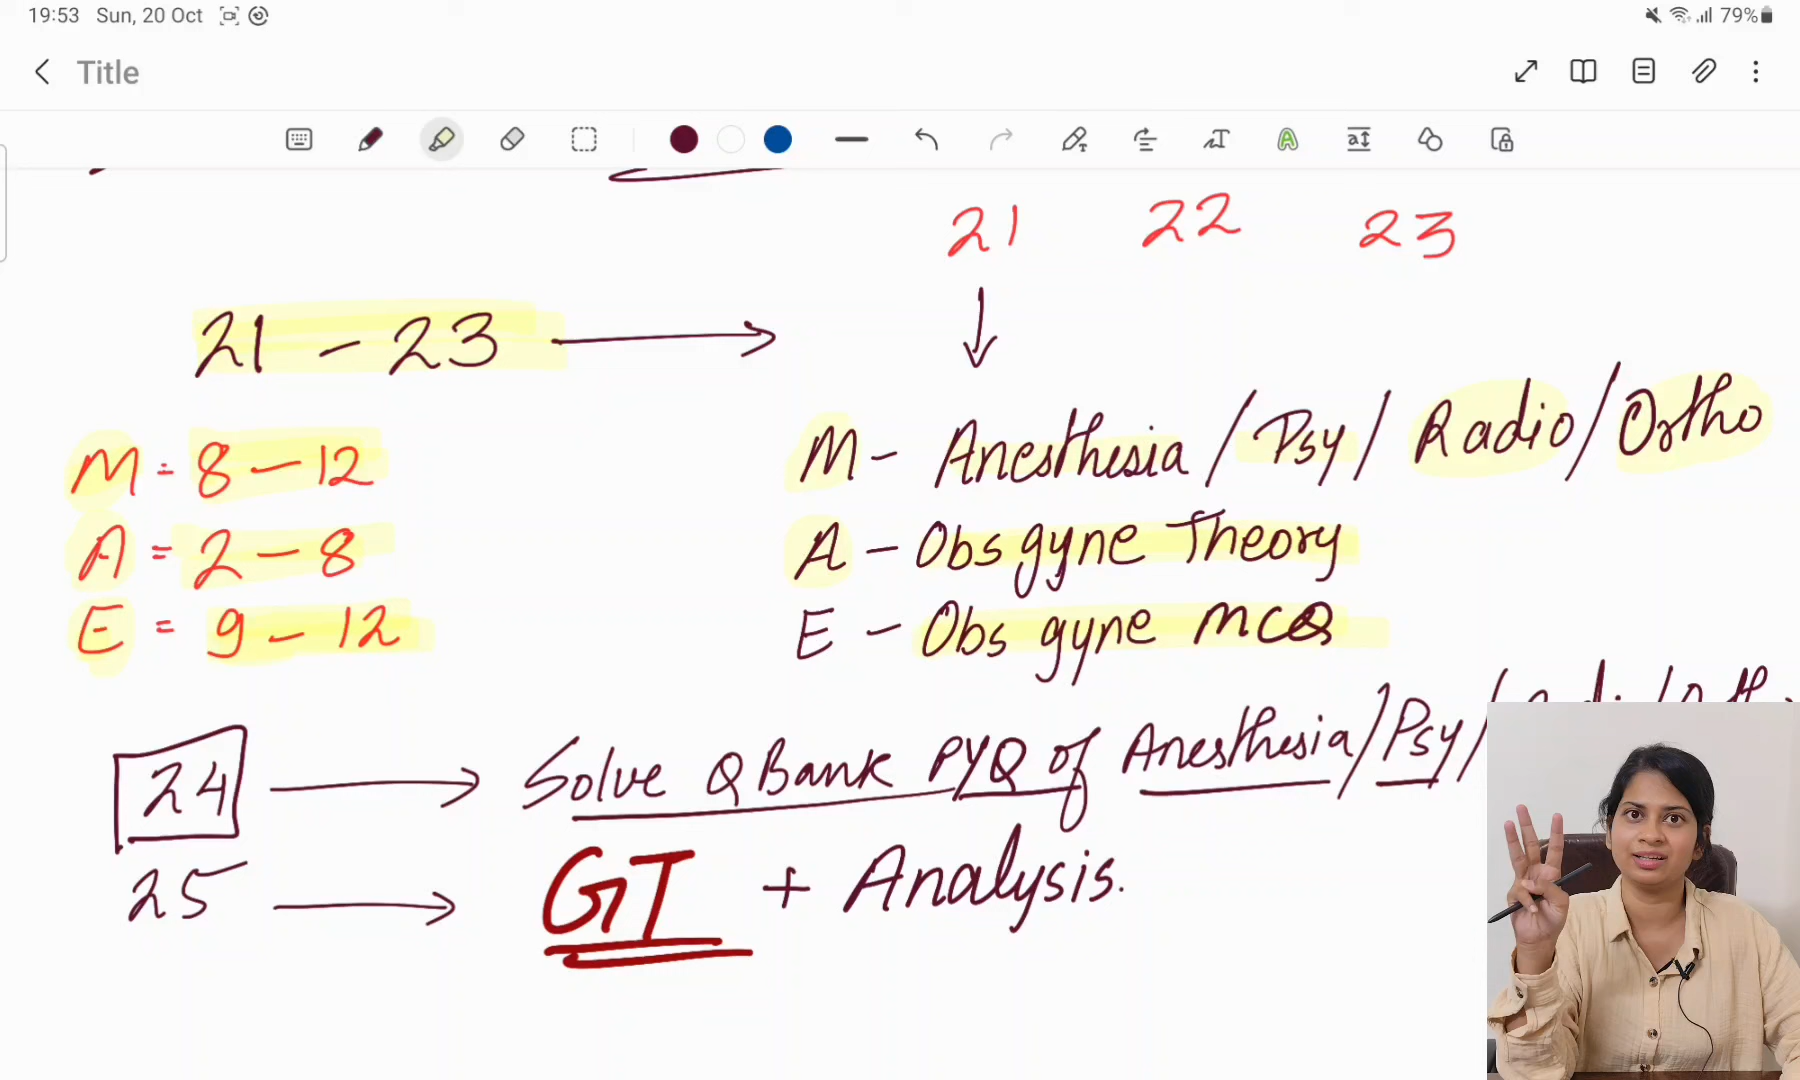 19:53 Sun, 20 Oct 79%
Title
21 22 23
21 – 23
M = 8 – 12
A = 2 – 8
E = 9 – 12
M – Anesthesia / Psy / Radio / Ortho
A – Obs gyne Theory
E – Obs gyne MCQ
24 → Solve QBank PYQ of Anesthesia / Psy /
25 → GT + Analysis.